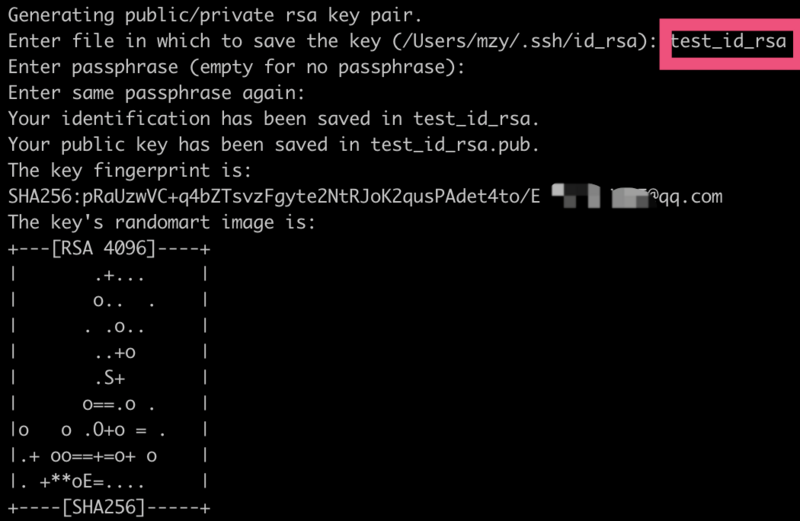 Generating public/private rsa key pair.
Enter file in which to save the key (/Users/mzy/.ssh/id_rsa): test_id_rsa
Enter passphrase (empty for no passphrase):
Enter same passphrase again:
Your identification has been saved in test_id_rsa.
Your public key has been saved in test_id_rsa.pub.
The key fingerprint is:
SHA256:pRaUzwVC+q4bZTsvzFgyte2NtRJoK2qusPAdet4to/E @qq.com
The key's randomart image is:
+---[RSA 4096]----+
|       .+...     |
|       o..  .    |
|      . .o..     |
|       ..+o      |
|       .S+       |
|      o==.o .    |
|o   o .O+o = .   |
|.+ oo==+=o+ o    |
|. +**oE=....     |
+----[SHA256]-----+